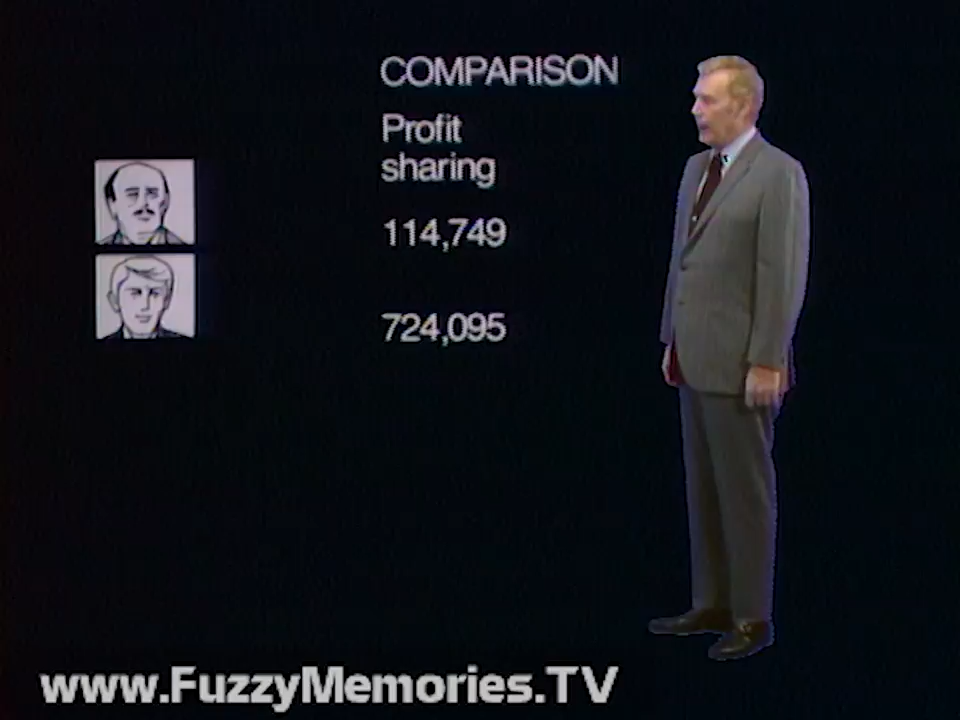 COMPARISON
Profit
sharing
114,749
724,095
www.FuzzyMemories.TV